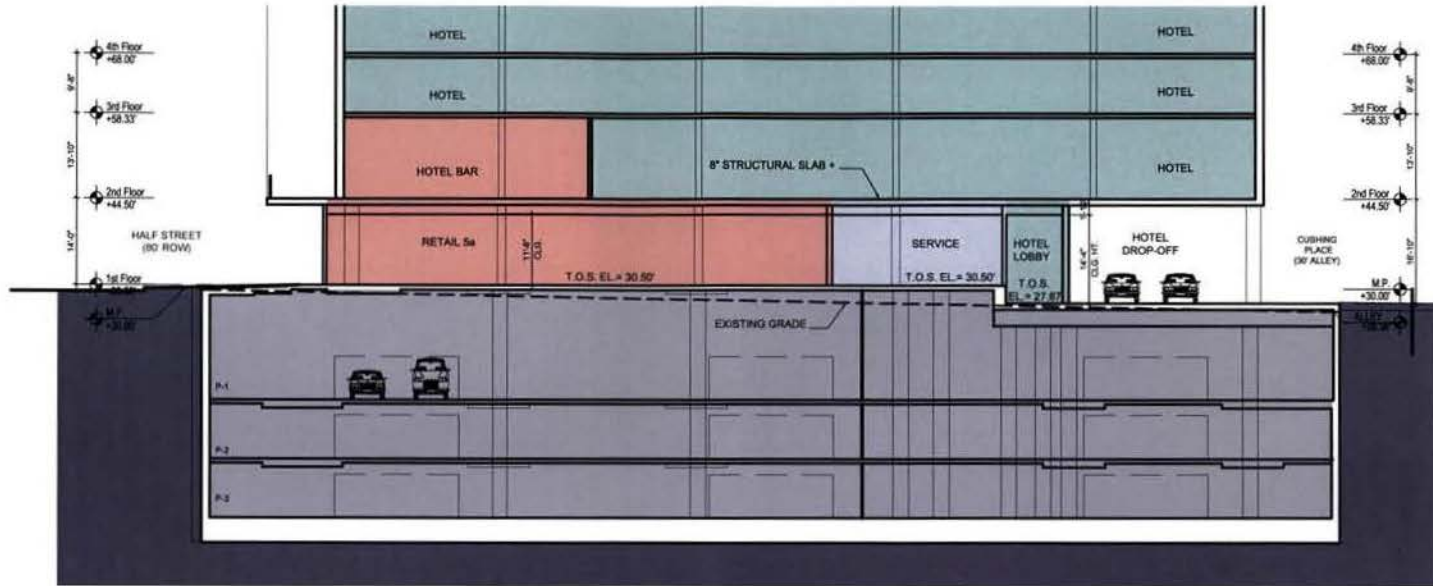 HOTEL
HOTEL
4th Floor
+68.00'
4th Floor
+68.00'
9'-8"
9'-8"
HOTEL
HOTEL
3rd Floor
+58.33'
3rd Floor
+58.33'
13'-10"
13'-10"
HOTEL BAR
8" STRUCTURAL SLAB +
HOTEL
2nd Floor
+44.50'
2nd Floor
+44.50'
14'-0"
HALF STREET
(80' ROW)
RETAIL 5a
11'-8"
CLG.
SERVICE
HOTEL
LOBBY
14'-4"
CLG. HT.
HOTEL
DROP-OFF
CUSHING
PLACE
(30' ALLEY)
16'-10"
1st Floor
T.O.S. EL.= 30.50'
T.O.S. EL.= 30.50'
T.O.S.
EL.= 27.67
M.P.
+30.00'
M.P.
+30.00'
EXISTING GRADE
ALLEY
P-1
P-2
P-3